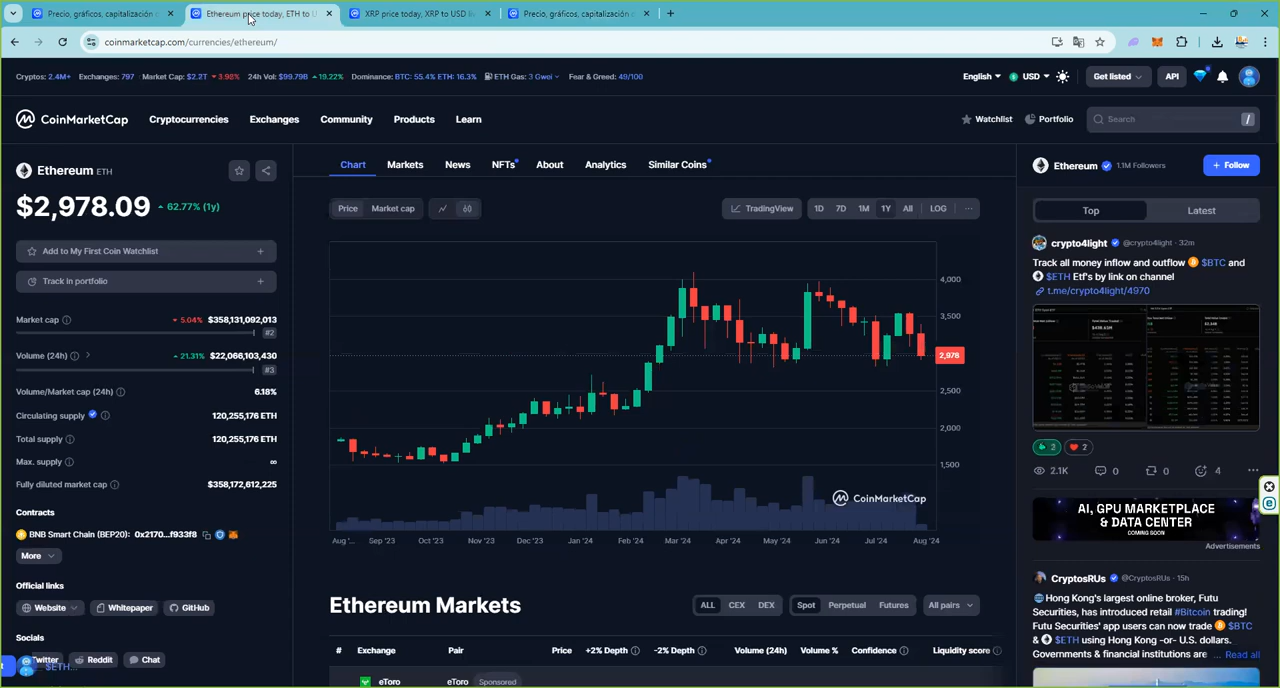 Precio, gráficos, capitalización d
Ethereum price today, ETH to U
XRP price today, XRP to USD li
Precio, gráficos, capitalización d
coinmarketcap.com/currencies/ethereum/
Cryptos: 2.4M+ Exchanges: 797 Market Cap: $2.2T 3.98% 24h Vol: $99.79B 19.22% Dominance: BTC: 55.4% ETH: 16.3% ETH Gas: 3 Gwei Fear & Greed: 49/100
English USD Get listed API
CoinMarketCap Cryptocurrencies Exchanges Community Products Learn
Watchlist Portfolio Search /
Ethereum ETH
$2,978.09 62.77% (1y)
Add to My First Coin Watchlist +
Track in portfolio +
Market cap 5.04% $358,131,092,013
#2
Volume (24h) 21.31% $22,066,103,430
#3
Volume/Market cap (24h) 6.18%
Circulating supply 120,255,176 ETH
Total supply 120,255,176 ETH
Max. supply ∞
Fully diluted market cap $358,172,612,225
Contracts
BNB Smart Chain (BEP20): 0x2170...f933f8
More
Official links
Website Whitepaper GitHub
Socials
Twitter Reddit Chat
$ETH...
Chart Markets News NFTs About Analytics Similar Coins
Price Market cap
TradingView 1D 7D 1M 1Y All LOG ...
4,000
3,500
2,978
2,500
2,000
1,500
CoinMarketCap
Aug '... Sep '23 Oct '23 Nov '23 Dec '23 Jan '24 Feb '24 Mar '24 Apr '24 May '24 Jun '24 Jul '24 Aug '24
Ethereum Markets
ALL CEX DEX Spot Perpetual Futures All pairs
# Exchange Pair Price +2% Depth -2% Depth Volume (24h) Volume % Confidence Liquidity score
eToro eToro Sponsored
Ethereum 1.1M Followers + Follow
Top Latest
crypto4light @crypto4light · 32m
Track all money inflow and outflow $BTC and
$ETH Etf's by link on channel
t.me/crypto4light/4970
2 2
2.1K 0 0 4 ...
AI, GPU MARKETPLACE
& DATA CENTER
COMING SOON
Advertisements
CryptosRUs @CryptosRUs · 15h
Hong Kong's largest online broker, Futu
Securities, has introduced retail #Bitcoin trading!
Futu Securities' app users can now trade $BTC
& $ETH using Hong Kong -or- U.S. dollars.
Governments & financial institutions are ... Read all